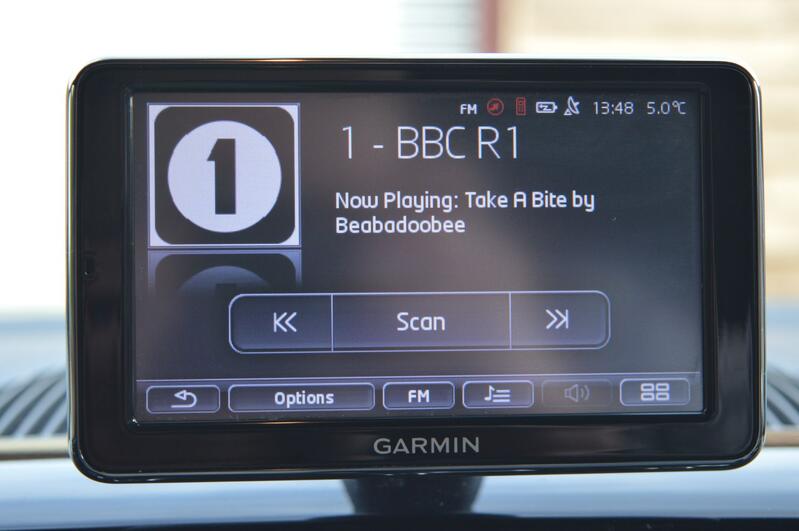 FM 13:48 5.0°C
1
1 - BBC R1
Now Playing: Take A Bite by
Beabadoobee
Scan
Options FM
GARMIN